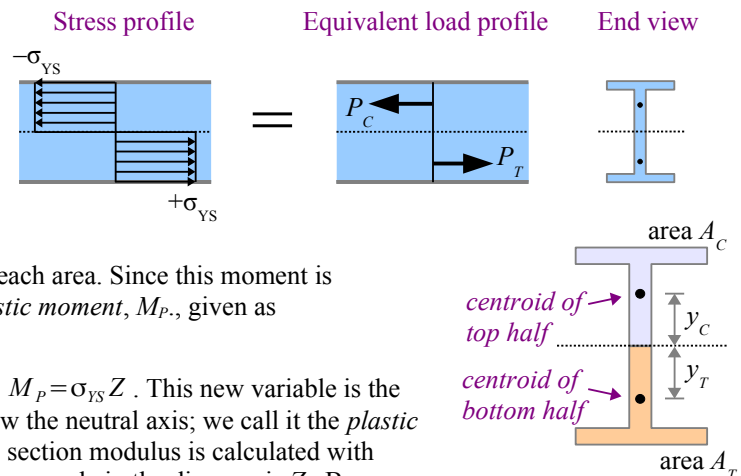 Stress profile
Equivalent load profile
End view
−σYS
=
PC
PT
+σYS
area AC
each area. Since this moment is
stic moment, MP., given as
centroid of
top half
yC
yT
MP=σYS Z . This new variable is the
w the neutral axis; we call it the plastic
section modulus is calculated with
centroid of
bottom half
area AT